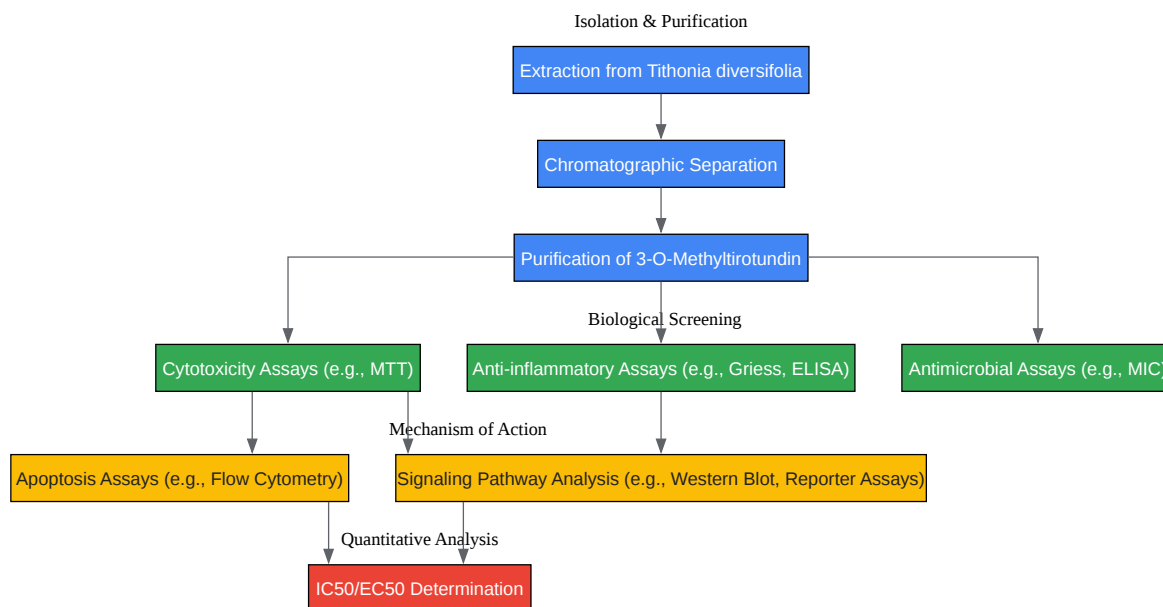 Isolation & Purification
Extraction from Tithonia diversifolia
Chromatographic Separation
Purification of 3-O-Methyltirotundin
Biological Screening
Cytotoxicity Assays (e.g., MTT)
Anti-inflammatory Assays (e.g., Griess, ELISA)
Antimicrobial Assays (e.g., MIC)
Mechanism of Action
Apoptosis Assays (e.g., Flow Cytometry)
Signaling Pathway Analysis (e.g., Western Blot, Reporter Assays)
Quantitative Analysis
IC50/EC50 Determination